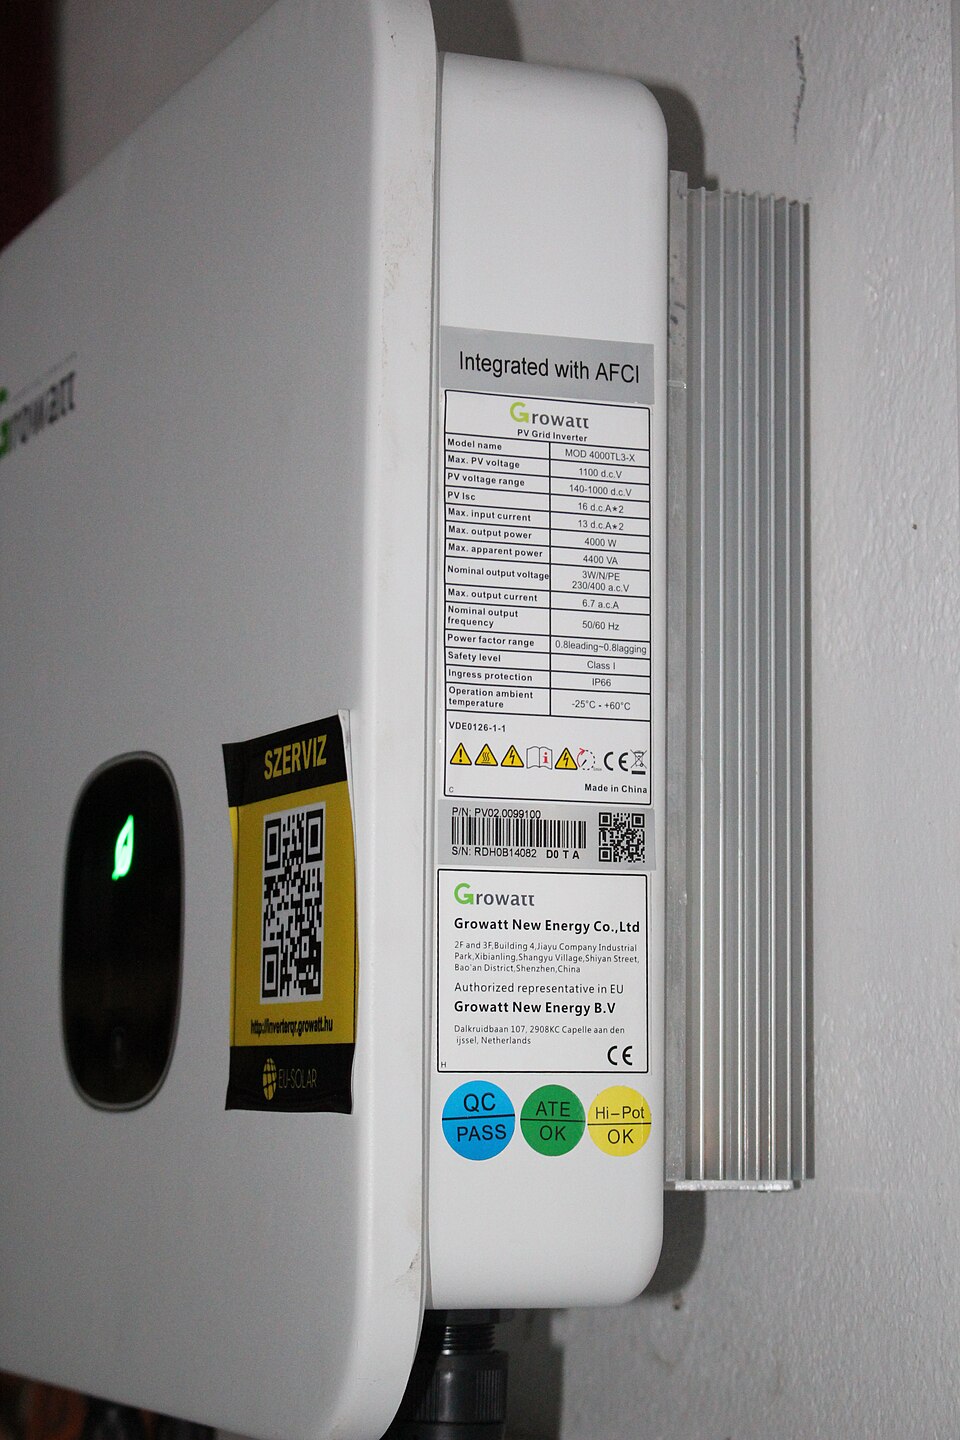 Growatt
Integrated with AFCI
Growatt
PV Grid Inverter
Model name MOD 4000TL3-X
Max. PV voltage 1100 d.c.V
PV voltage range 140-1000 d.c.V
PV Isc 16 d.c.A*2
Max. input current 13 d.c.A*2
Max. output power 4000 W
Max. apparent power 4400 VA
Nominal output voltage 3W/N/PE
230/400 a.c.V
Max. output current 6.7 a.c.A
Nominal output
frequency 50/60 Hz
Power factor range 0.8leading~0.8lagging
Safety level Class I
Ingress protection IP66
Operation ambient
temperature -25°C - +60°C
VDE0126-1-1
CE
C Made in China
P/N: PV02.0099100
S/N: RDH0B14082 D0 T A
Growatt
Growatt New Energy Co.,Ltd
2F and 3F,Building 4,Jiayu Company Industrial
Park,Xibianling,Shangyu Village,Shiyan Street,
Bao'an District,Shenzhen,China
Authorized representative in EU
Growatt New Energy B.V
Dalkruidbaan 107, 2908KC Capelle aan den
ijssel, Netherlands
H CE
QC
PASS
ATE
OK
Hi-Pot
OK
SZERVIZ
http://inverterqr.growatt.hu
EU-SOLAR